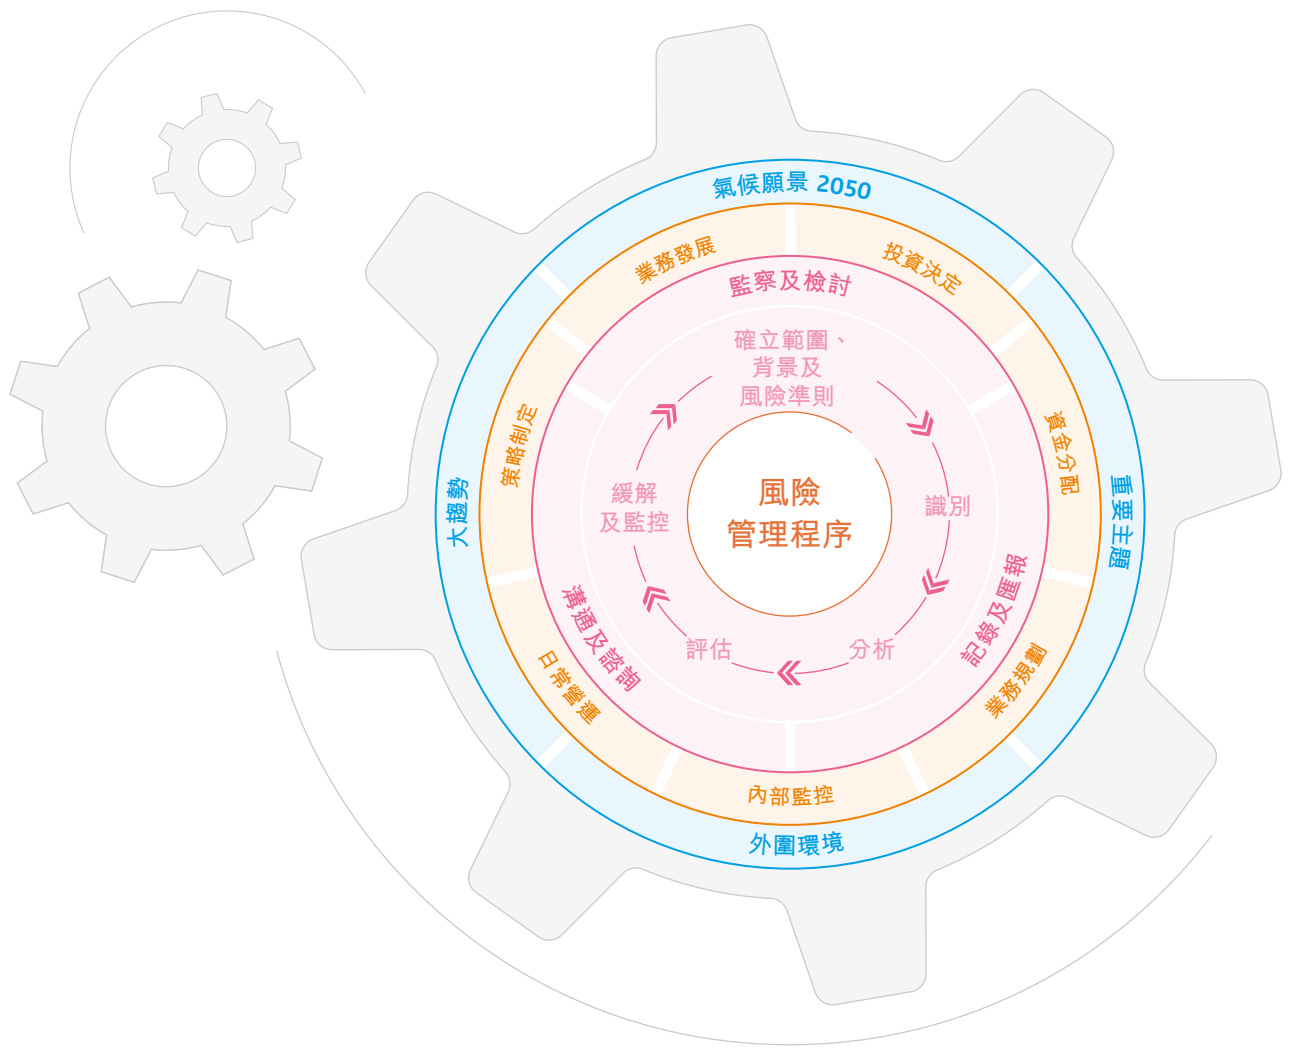 氣候願景 2050
重要主題
外圍環境
大趨勢
業務發展
投資決定
資金分配
業務規劃
內部監控
日常營運
策略制定
監察及檢討
記錄及匯報
溝通及諮詢
確立範圍、
背景及
風險準則
識別
分析
評估
緩解
及監控
風險
管理程序